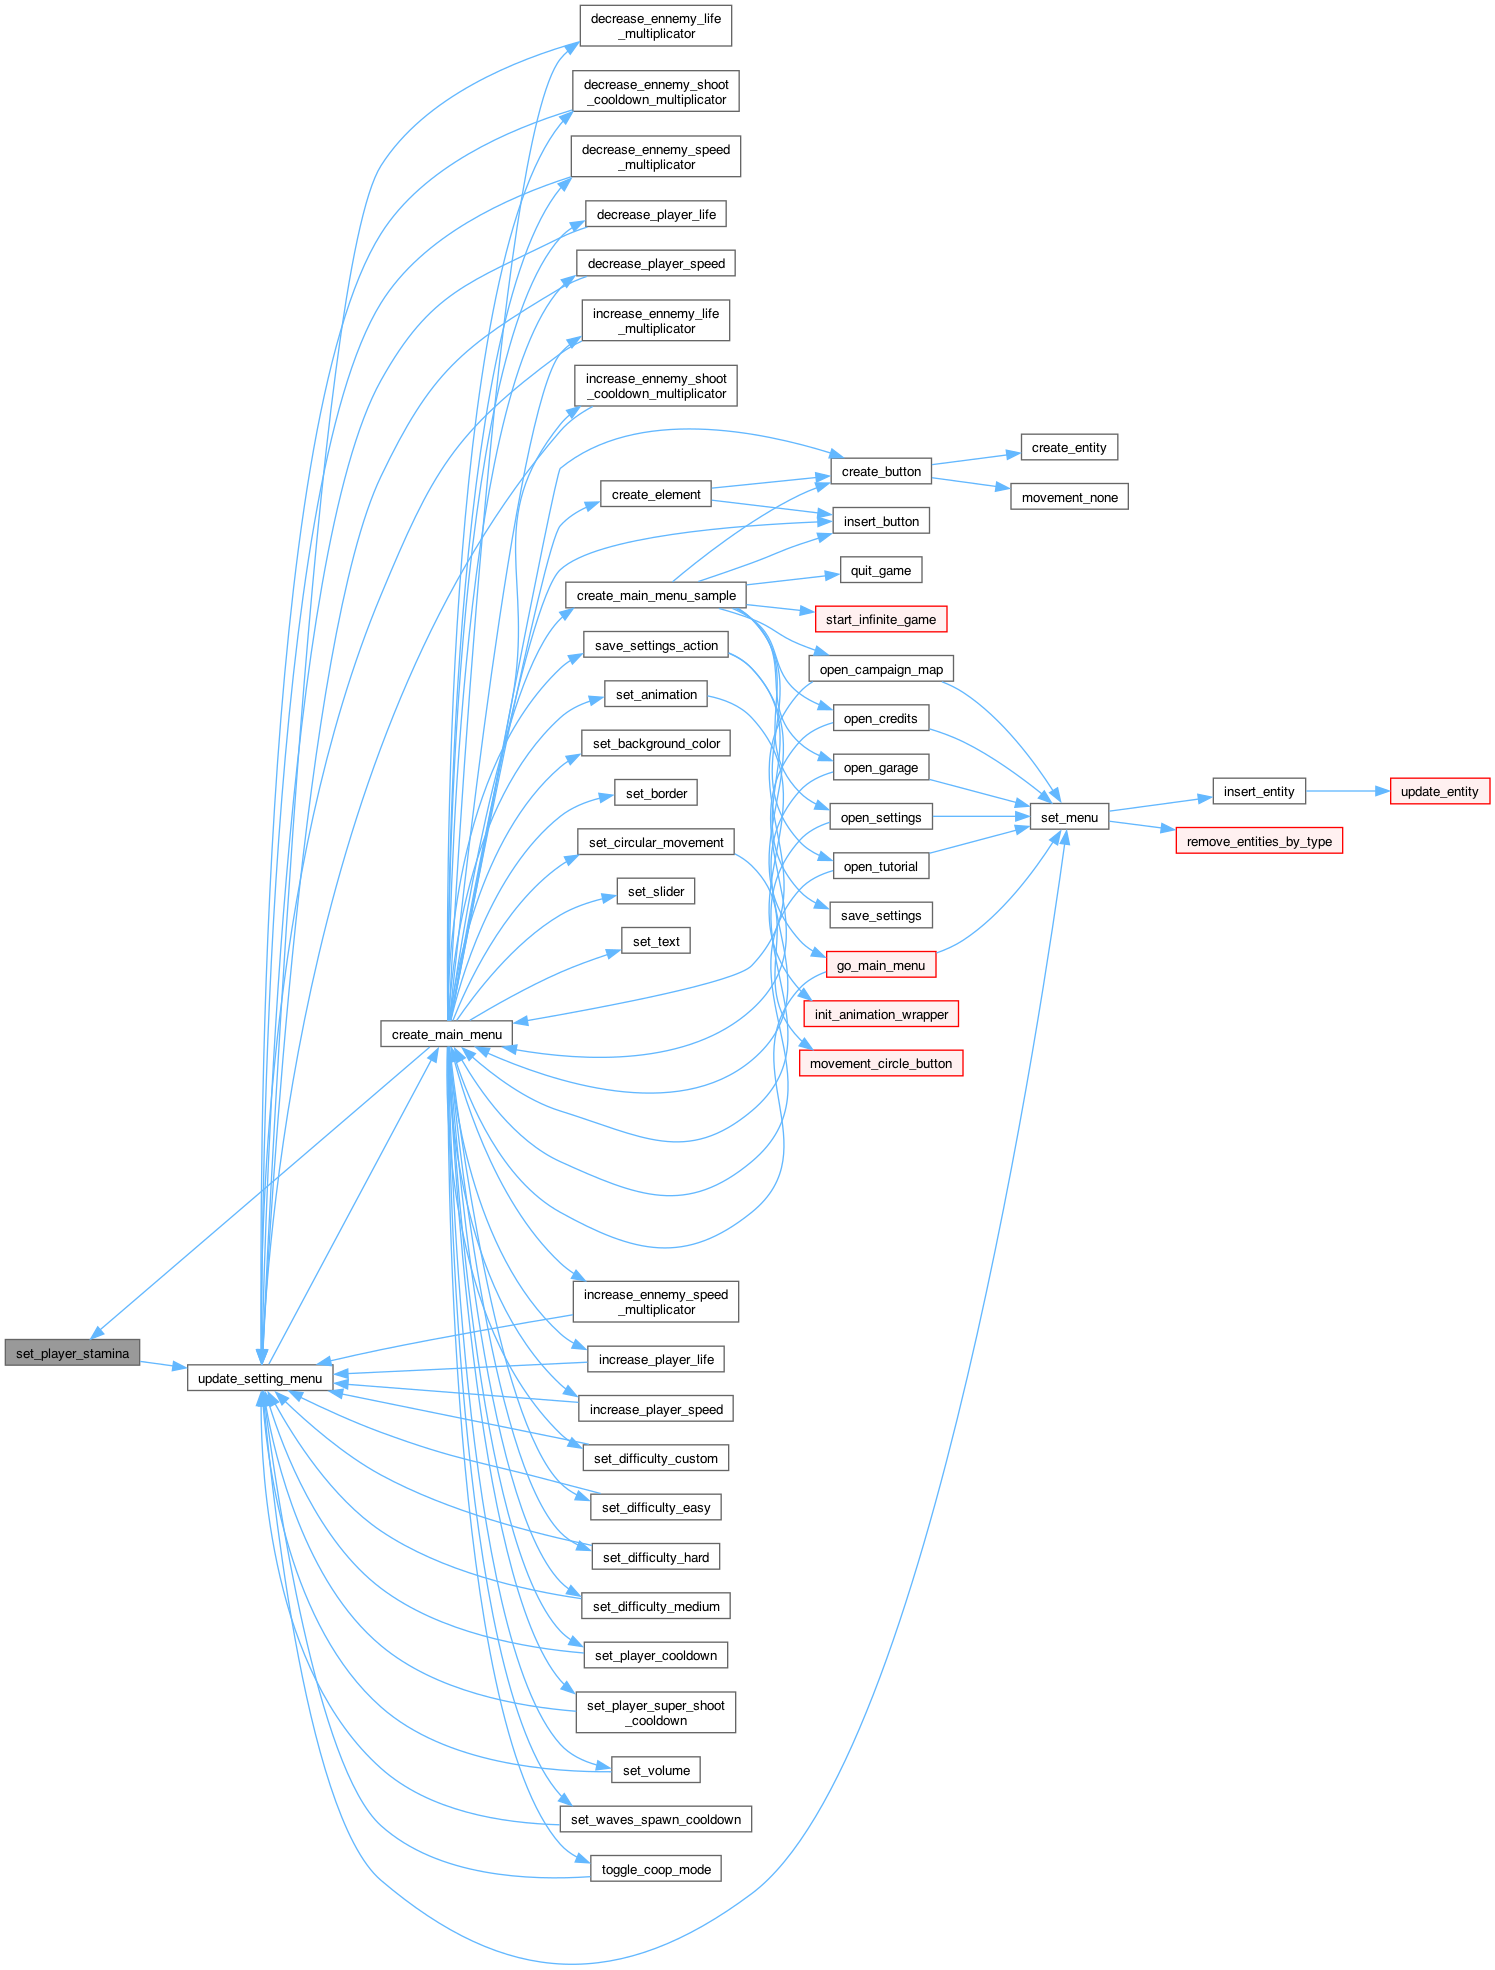 decrease_ennemy_life
_multiplicator
decrease_ennemy_shoot
_cooldown_multiplicator
decrease_ennemy_speed
_multiplicator
decrease_player_life
decrease_player_speed
increase_ennemy_life
_multiplicator
increase_ennemy_shoot
_cooldown_multiplicator
create_entity
create_button
create_element
movement_none
insert_button
quit_game
create_main_menu_sample
start_infinite_game
save_settings_action
open_campaign_map
set_animation
open_credits
set_background_color
open_garage
set_border
insert_entity
update_entity
open_settings
set_menu
set_circular_movement
remove_entities_by_type
open_tutorial
set_slider
save_settings
set_text
go_main_menu
init_animation_wrapper
create_main_menu
movement_circle_button
increase_ennemy_speed
_multiplicator
set_player_stamina
increase_player_life
update_setting_menu
increase_player_speed
set_difficulty_custom
set_difficulty_easy
set_difficulty_hard
set_difficulty_medium
set_player_cooldown
set_player_super_shoot
_cooldown
set_volume
set_waves_spawn_cooldown
toggle_coop_mode